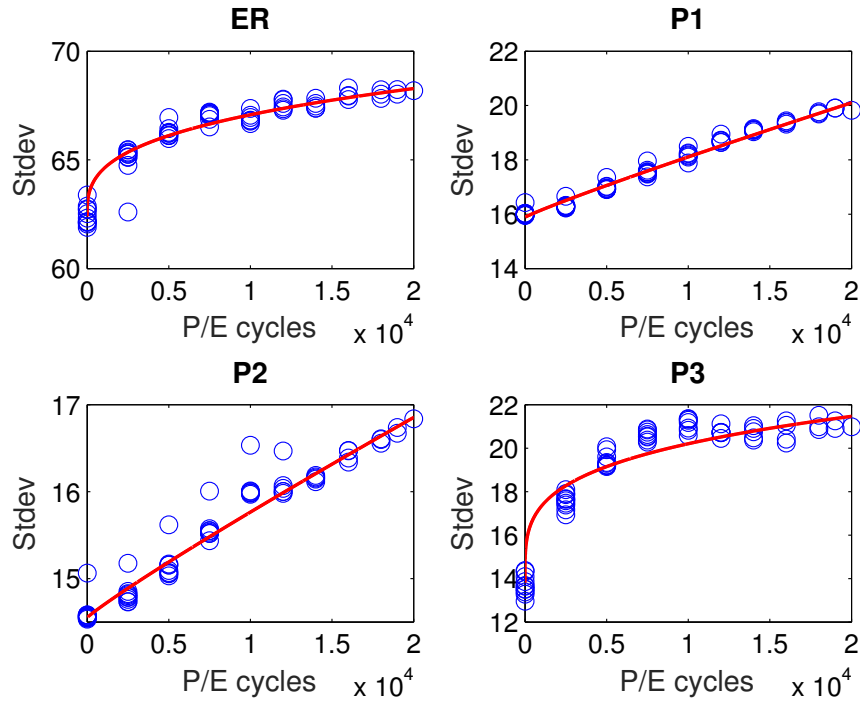 ER
70
65
60
Stdev
0 0.5 1 1.5 2
P/E cycles
x 10^4
P1
22
20
18
16
14
Stdev
0 0.5 1 1.5 2
P/E cycles
x 10^4
P2
17
16
15
Stdev
0 0.5 1 1.5 2
P/E cycles
x 10^4
P3
22
20
18
16
14
12
Stdev
0 0.5 1 1.5 2
P/E cycles
x 10^4